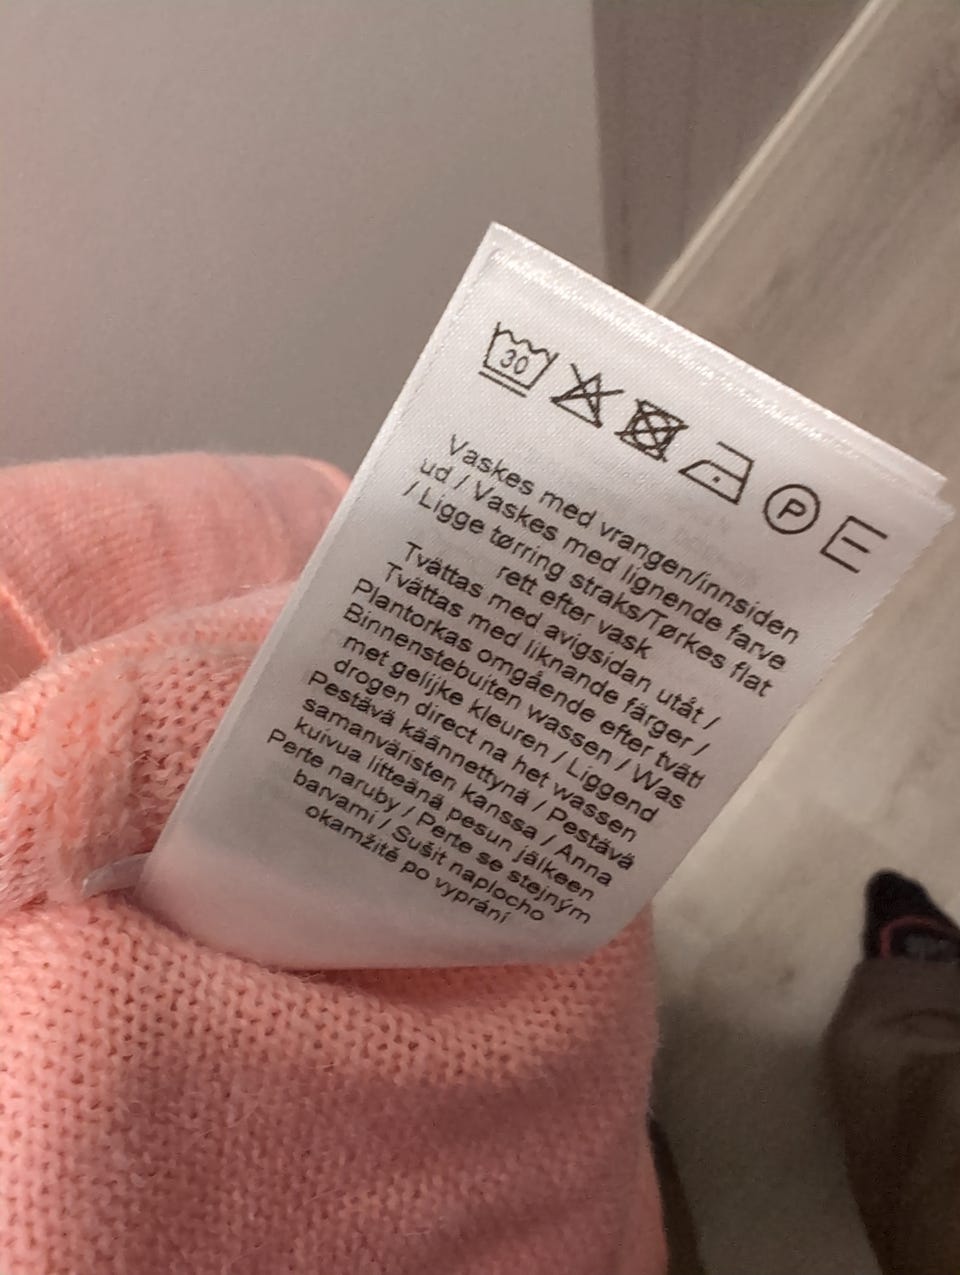 30 P E
Vaskes med vrangen/innsiden
ud / Vaskes med lignende farve
/ Ligge tørring straks/Tørkes flat
rett efter vask
Tvättas med avigsidan utåt /
Tvättas med liknande färger /
Plantorkas omgående efter tvätt
Binnenstebuiten wassen / Was
met gelijke kleuren / Liggend
drogen direct na het wassen
Pestävä käännettynä / Pestävä
samanväristen kanssa / Anna
kuivua litteänä pesun jälkeen
Perte naruby / Perte se stejným
barvami / Sušit naplocho
okamžitě po vyprání